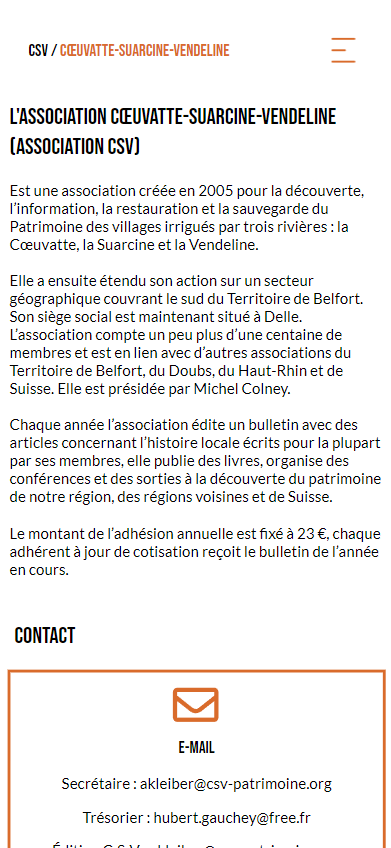 CSV / CŒUVATTE-SUARCINE-VENDELINE
L'ASSOCIATION CŒUVATTE-SUARCINE-VENDELINE
(ASSOCIATION CSV)
Est une association créée en 2005 pour la découverte,
l’information, la restauration et la sauvegarde du
Patrimoine des villages irrigués par trois rivières : la
Cœuvatte, la Suarcine et la Vendeline.
Elle a ensuite étendu son action sur un secteur
géographique couvrant le sud du Territoire de Belfort.
Son siège social est maintenant situé à Delle.
L’association compte un peu plus d’une centaine de
membres et est en lien avec d’autres associations du
Territoire de Belfort, du Doubs, du Haut-Rhin et de
Suisse. Elle est présidée par Michel Colney.
Chaque année l’association édite un bulletin avec des
articles concernant l’histoire locale écrits pour la plupart
par ses membres, elle publie des livres, organise des
conférences et des sorties à la découverte du patrimoine
de notre région, des régions voisines et de Suisse.
Le montant de l’adhésion annuelle est fixé à 23 €, chaque
adhérent à jour de cotisation reçoit le bulletin de l’année
en cours.
CONTACT
E-MAIL
Secrétaire : akleiber@csv-patrimoine.org
Trésorier : hubert.gauchey@free.fr